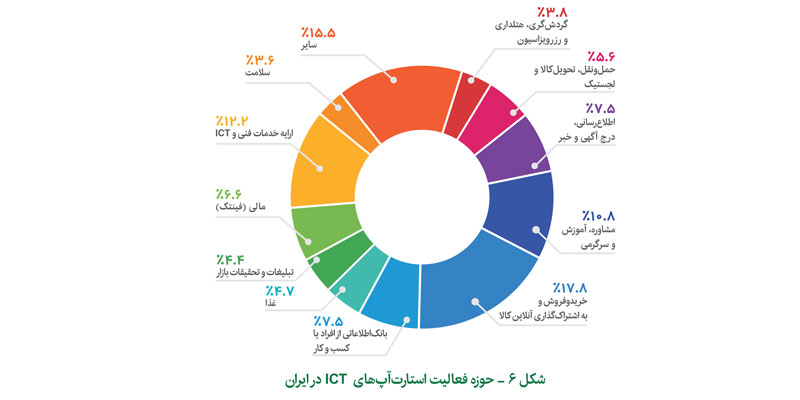 ٪۳.۸
گردش‌گری، هتلداری
و رزرویزاسیون
٪۵.۶
حمل‌ونقل، تحویل‌کالا و
لجستیک
٪۷.۵
اطلاع‌رسانی،
درج آگهی و خبر
٪۱۰.۸
مشاوره، آموزش
و سرگرمی
٪۱۷.۸
خریدوفروش و
به اشتراک‌گذاری آنلاین کالا
٪۷.۵
بانک‌اطلاعاتی از افراد یا
کسب و کار
٪۴.۷
غذا
٪۴.۴
تبلیغات و تحقیقات بازار
٪۶.۶
مالی (فینتک)
٪۱۲.۲
ارایه خدمات فنی و ICT
٪۳.۶
سلامت
٪۱۵.۵
سایر
شکل ۶ - حوزه فعالیت استارت‌آپ‌های ICT در ایران